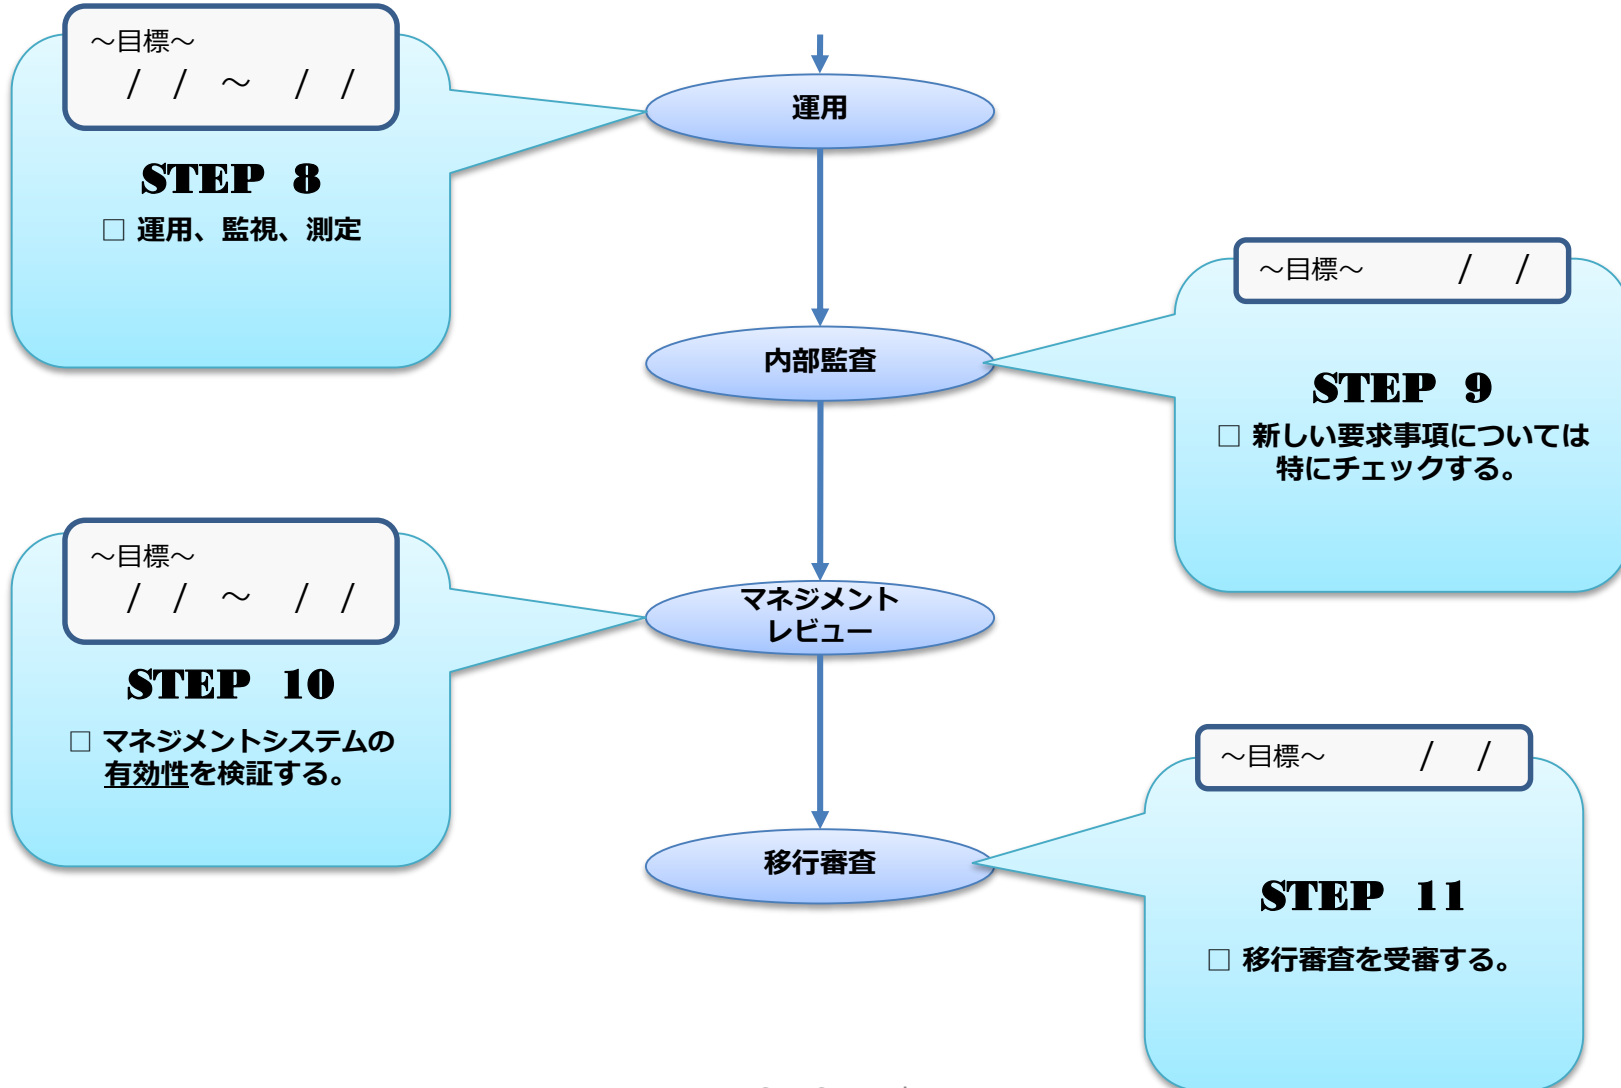 ～目標～
/ / ～ / /
STEP 8
□ 運用、監視、測定
運用
～目標～ / /
STEP 9
□ 新しい要求事項については
特にチェックする。
内部監査
～目標～
/ / ～ / /
STEP 10
□ マネジメントシステムの
有効性を検証する。
マネジメント
レビュー
～目標～ / /
STEP 11
□ 移行審査を受審する。
移行審査